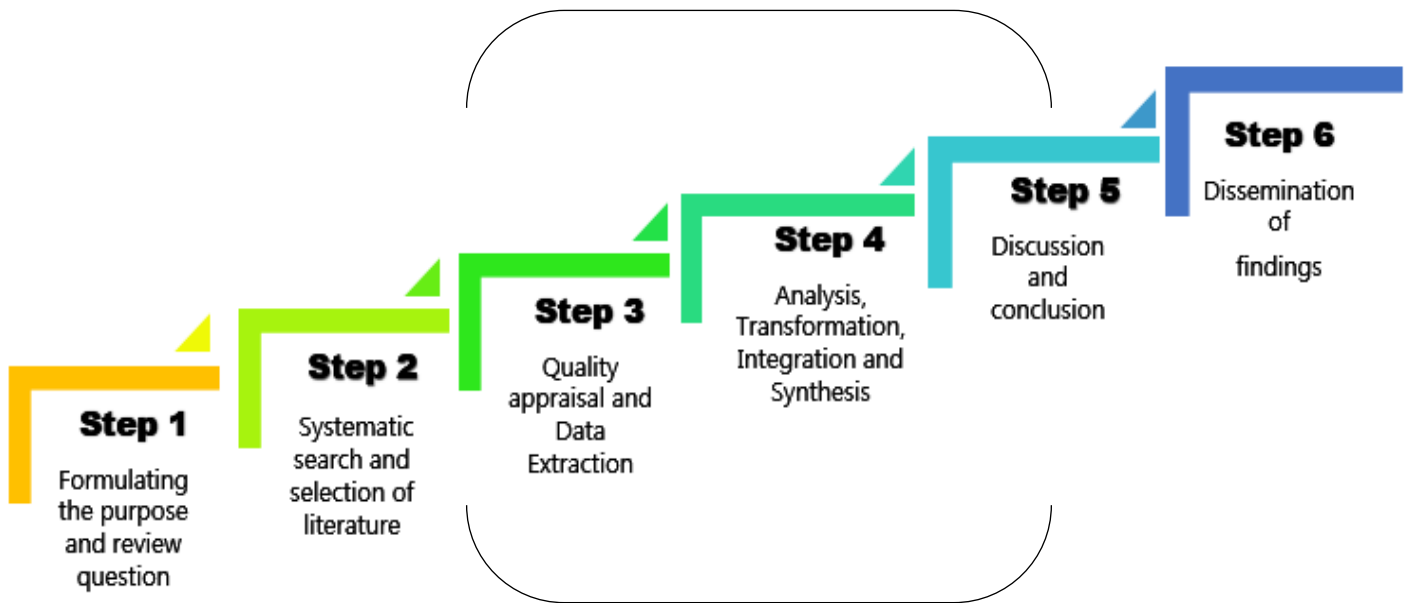 Step 1
Formulating
the purpose
and review
question
Step 2
Systematic
search and
selection of
literature
Step 3
Quality
appraisal and
Data
Extraction
Step 4
Analysis,
Transformation,
Integration and
Synthesis
Step 5
Discussion
and
conclusion
Step 6
Dissemination
of
findings